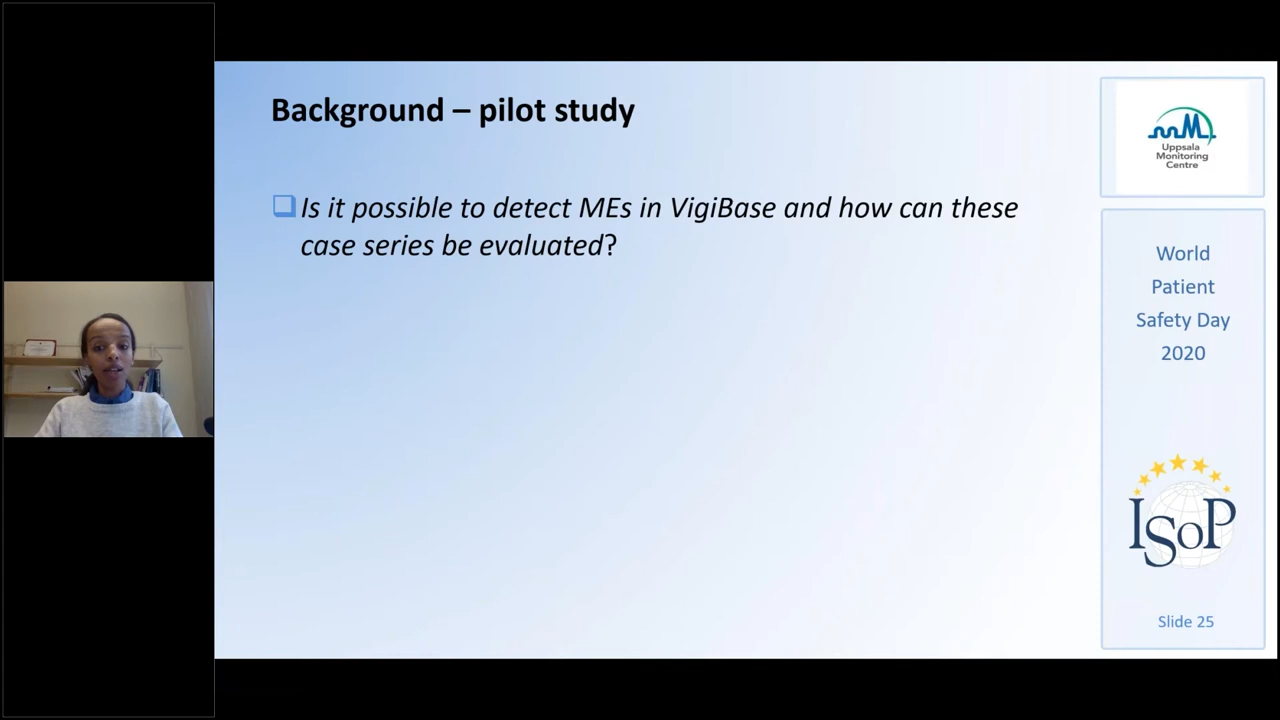 Background – pilot study
Is it possible to detect MEs in VigiBase and how can these
case series be evaluated?
Uppsala
Monitoring
Centre
World
Patient
Safety Day
2020
ISoP
Slide 25